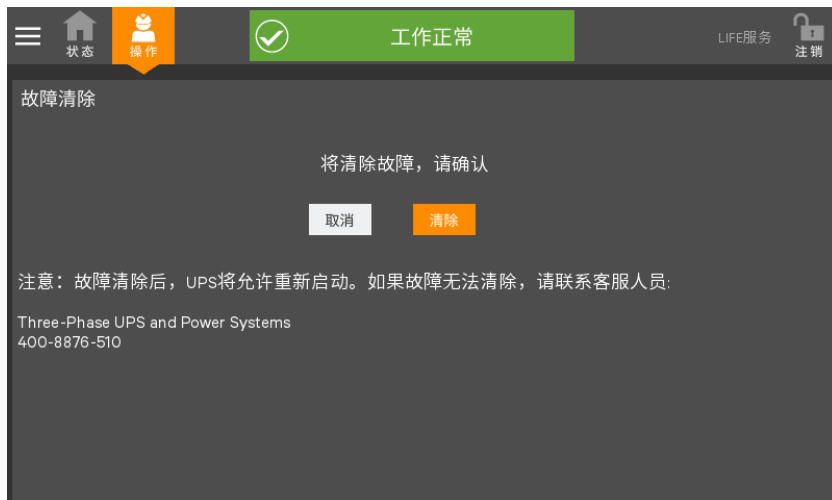 状态
操作
工作正常
LIFE服务
注销
故障清除
将清除故障，请确认
取消
清除
注意：故障清除后，UPS将允许重新启动。如果故障无法清除，请联系客服人员:
Three-Phase UPS and Power Systems
400-8876-510